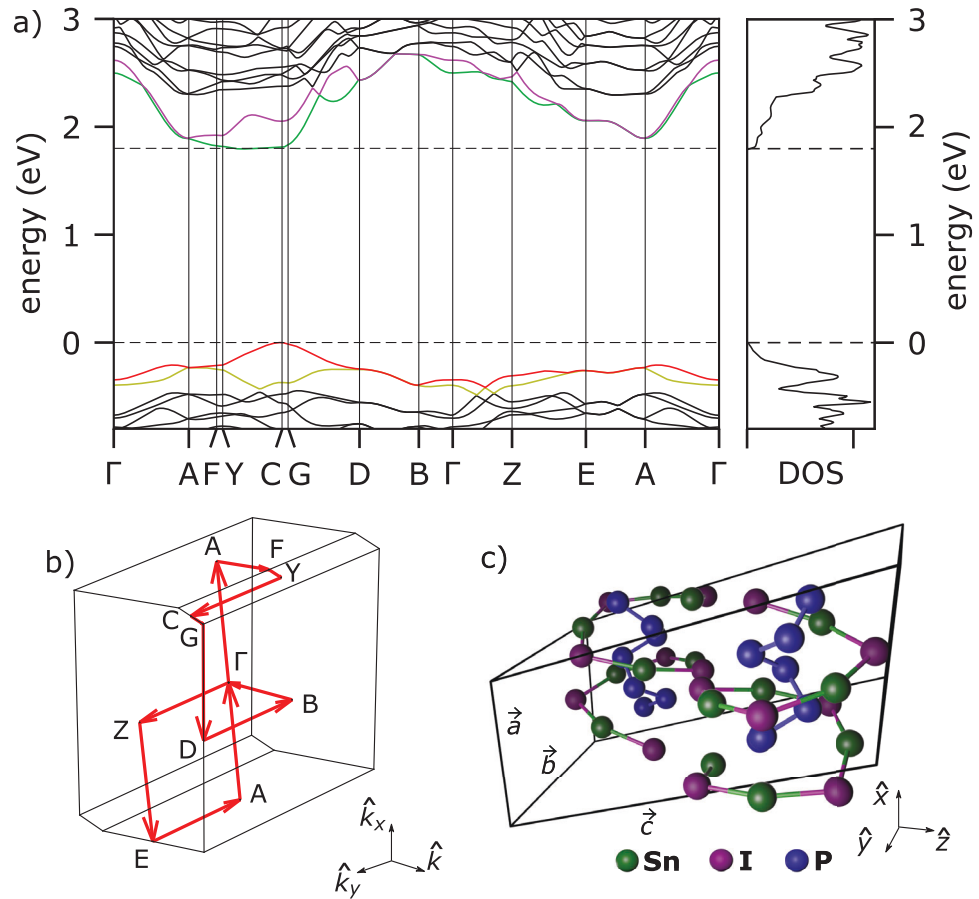 a)
3
2
1
0
energy (eV)
Γ A F Y C G D B Γ Z E A Γ
3
2
1
0
energy (eV)
DOS
b)
A
F
Y
C
G
Γ
B
Z
D
A
E
k̂x
k̂y
k̂
c)
a⃗
b⃗
c⃗
x̂
ŷ
ẑ
Sn I P